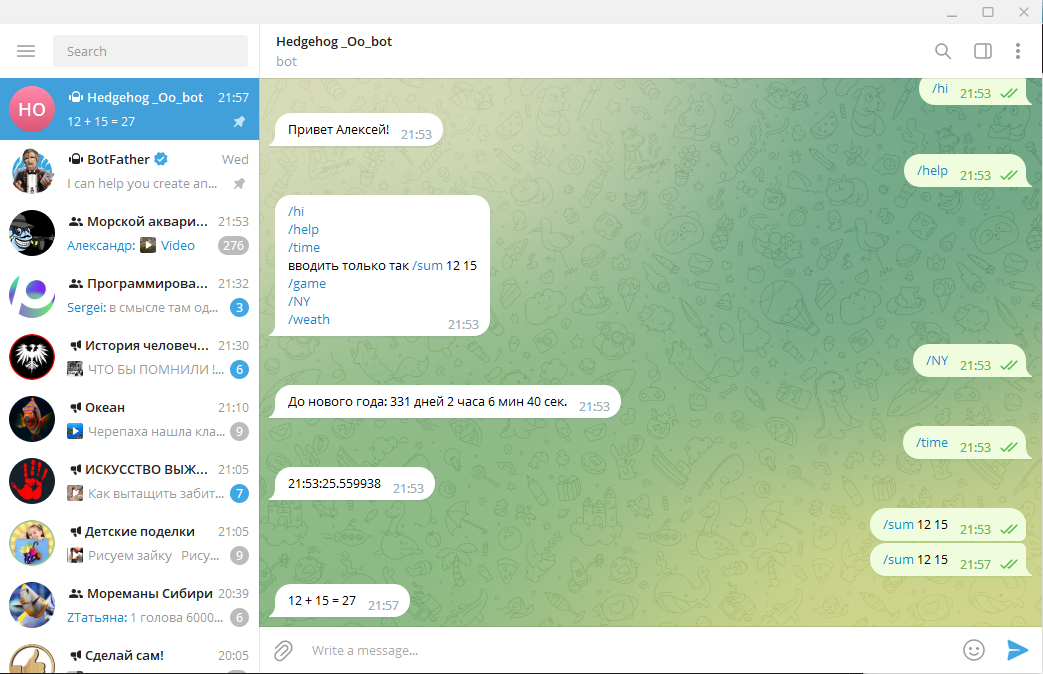 Search
HO
Hedgehog _Oo_bot 21:57
12 + 15 = 27
BotFather Wed
I can help you create an...
Морской аквари... 21:53
Александр: Video 276
Программирова... 21:32
Sergei: в смысле там од... 3
История человеч... 21:30
ЧТО БЫ ПОМНИЛИ !... 6
Океан 21:10
Черепаха нашла кла... 9
ИСКУССТВО ВЫЖ... 21:05
Как вытащить забит... 7
Детские поделки 21:05
Рисуем зайку Рису... 9
Мореманы Сибири 20:39
ZТатьяна: 1 голова 6000... 6
Сделай сам! 20:05
Hedgehog _Oo_bot
bot
/hi 21:53
Привет Алексей! 21:53
/help 21:53
/hi
/help
/time
вводить только так /sum 12 15
/game
/NY
/weath 21:53
/NY 21:53
До нового года: 331 дней 2 часа 6 мин 40 сек. 21:53
/time 21:53
21:53:25.559938 21:53
/sum 12 15 21:53
/sum 12 15 21:57
12 + 15 = 27 21:57
Write a message...